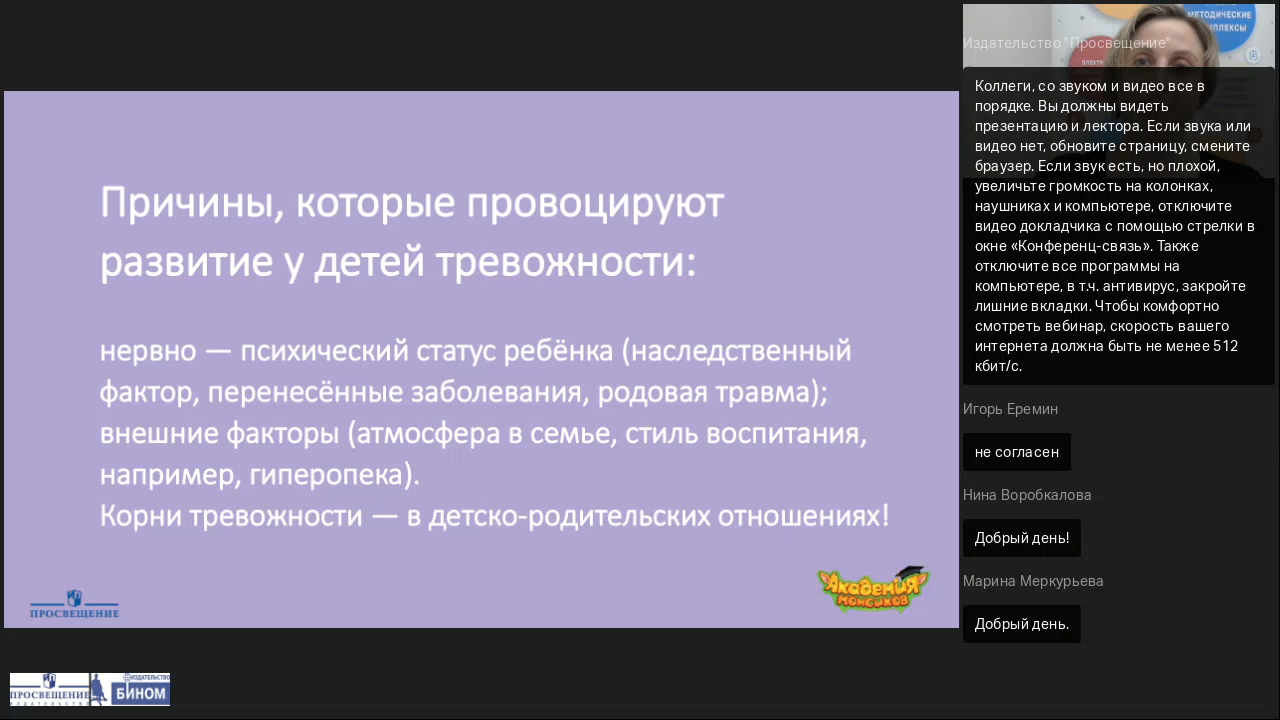 Причины, которые провоцируют
развитие у детей тревожности:
нервно — психический статус ребёнка (наследственный
фактор, перенесённые заболевания, родовая травма);
внешние факторы (атмосфера в семье, стиль воспитания,
например, гиперопека).
Корни тревожности — в детско-родительских отношениях!
ПРОСВЕЩЕНИЕ
Академия
монсиков
ПРОСВЕЩЕНИЕ
ИЗДАТЕЛЬСТВО
ИЗДАТЕЛЬСТВО
БИНОМ
МЕТОДИЧЕСКИЕ
Издательство "Просвещение"
Коллеги, со звуком и видео все в
порядке. Вы должны видеть
презентацию и лектора. Если звука или
видео нет, обновите страницу, смените
браузер. Если звук есть, но плохой,
увеличьте громкость на колонках,
наушниках и компьютере, отключите
видео докладчика с помощью стрелки в
окне «Конференц-связь». Также
отключите все программы на
компьютере, в т.ч. антивирус, закройте
лишние вкладки. Чтобы комфортно
смотреть вебинар, скорость вашего
интернета должна быть не менее 512
кбит/с.
Игорь Еремин
не согласен
Нина Воробкалова
Добрый день!
Марина Меркурьева
Добрый день.